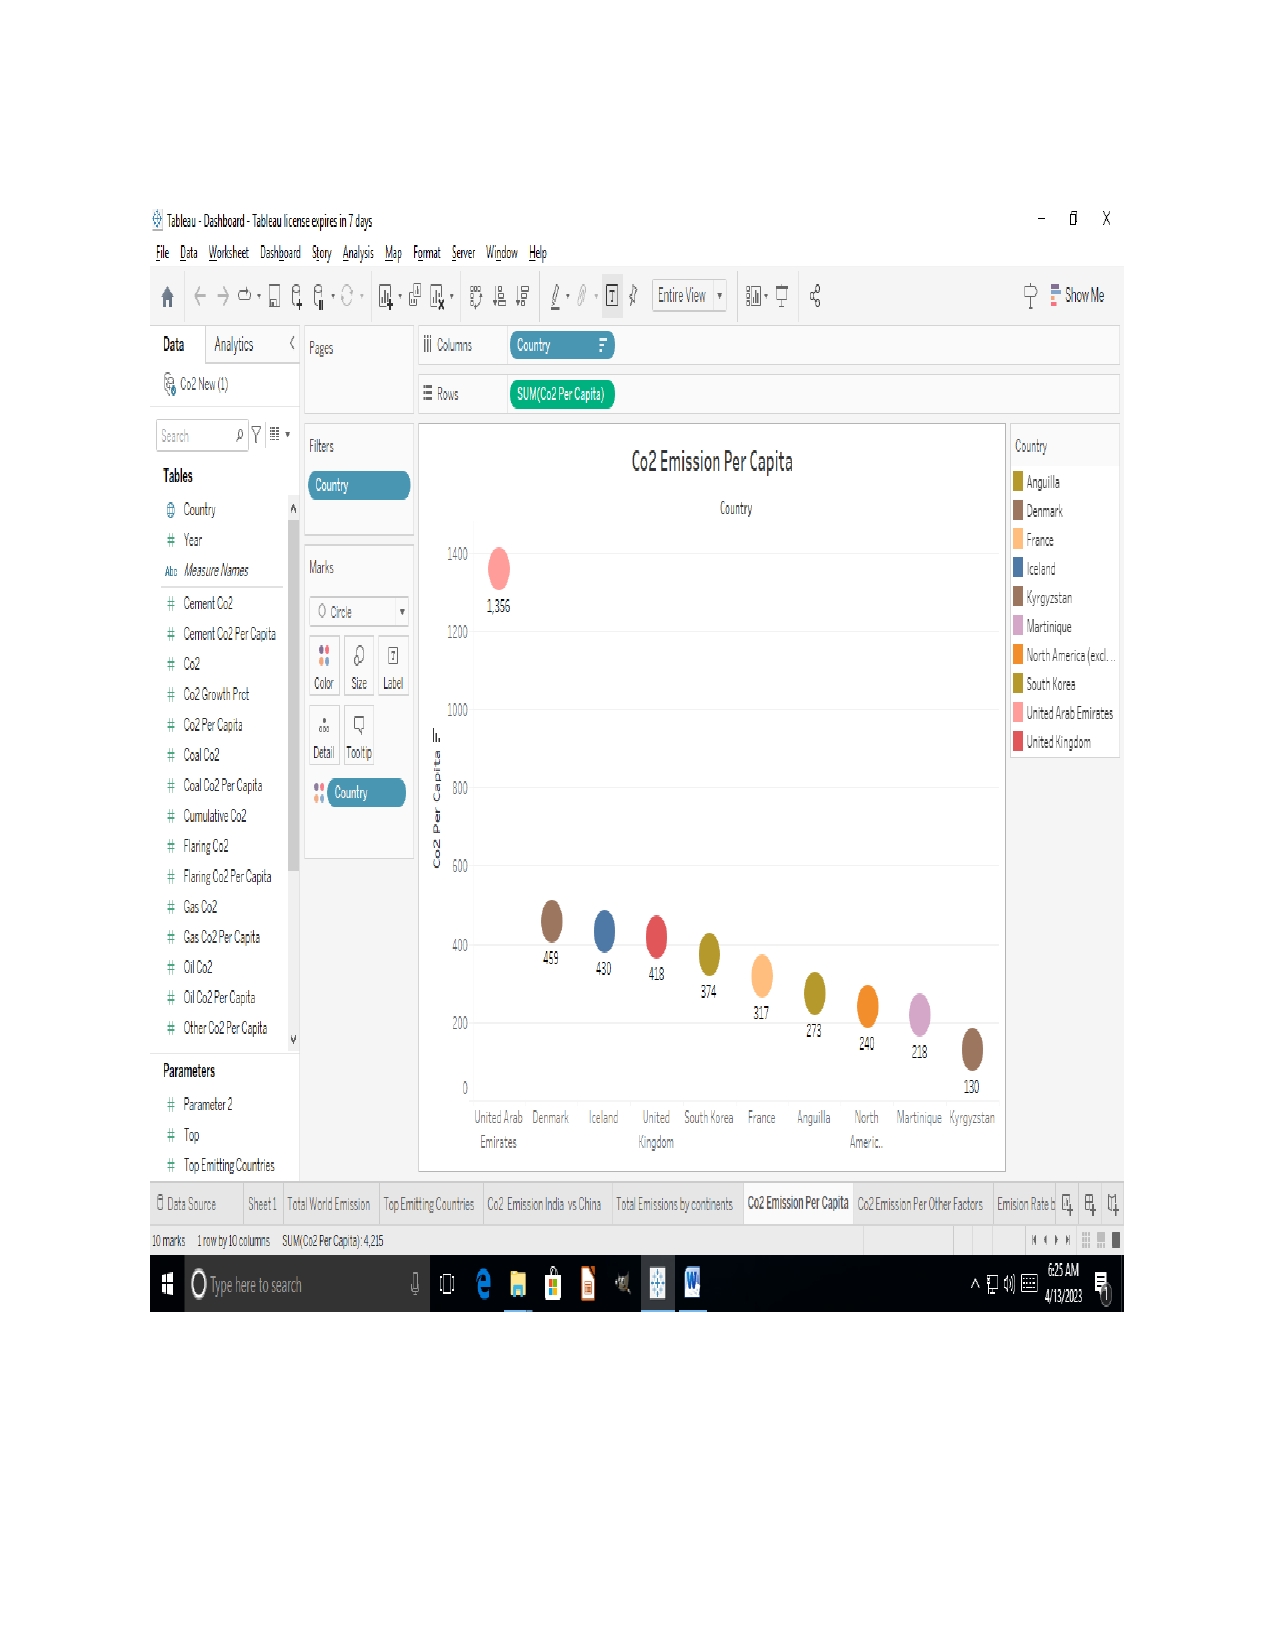 Tableau - Dashboard - Tableau license expires in 7 days
File Data Worksheet Dashboard Story Analysis Map Format Server Window Help
Entire View
Show Me
Data Analytics
Co2 New (1)
Search
Tables
Country
Year
Abc Measure Names
Cement Co2
Cement Co2 Per Capita
Co2
Co2 Growth Prct
Co2 Per Capita
Coal Co2
Coal Co2 Per Capita
Cumulative Co2
Flaring Co2
Flaring Co2 Per Capita
Gas Co2
Gas Co2 Per Capita
Oil Co2
Oil Co2 Per Capita
Other Co2 Per Capita
Parameters
Parameter 2
Top
Top Emitting Countries
Pages
Filters
Country
Marks
Circle
Color Size Label
Detail Tooltip
Country
Columns Country
Rows SUM(Co2 Per Capita)
Co2 Emission Per Capita
Country
Co2 Per Capita
1400
1200
1000
800
600
400
200
0
1,356
459
430
418
374
317
273
240
218
130
United Arab Emirates
Denmark
Iceland
United Kingdom
South Korea
France
Anguilla
North Americ..
Martinique
Kyrgyzstan
Country
Anguilla
Denmark
France
Iceland
Kyrgyzstan
Martinique
North America (excl...
South Korea
United Arab Emirates
United Kingdom
Data Source Sheet 1 Total World Emission Top Emitting Countries Co2 Emission India vs China Total Emissions by continents Co2 Emission Per Capita Co2 Emission Per Other Factors Emision Rate b
10 marks 1 row by 10 columns SUM(Co2 Per Capita): 4,215
Type here to search
6:25 AM
4/13/2023
1